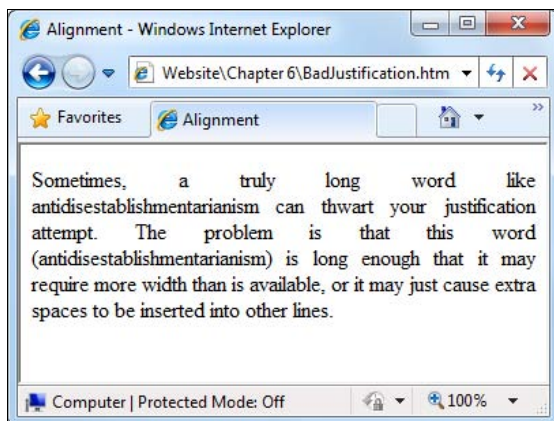 Alignment - Windows Internet Explorer
Website\Chapter 6\BadJustification.htm
Favorites Alignment
Sometimes, a truly long word like
antidisestablishmentarianism can thwart your justification
attempt. The problem is that this word
(antidisestablishmentarianism) is long enough that it may
require more width than is available, or it may just cause extra
spaces to be inserted into other lines.
Computer | Protected Mode: Off 100%